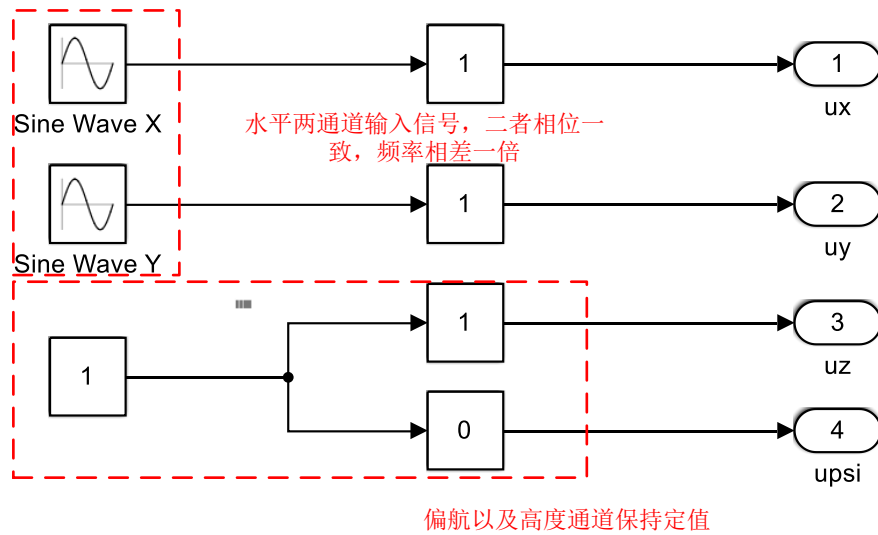 1
1
ux
Sine Wave X
水平两通道输入信号，二者相位一
致，频率相差一倍
1
2
uy
Sine Wave Y
1
3
uz
1
0
4
upsi
偏航以及高度通道保持定值